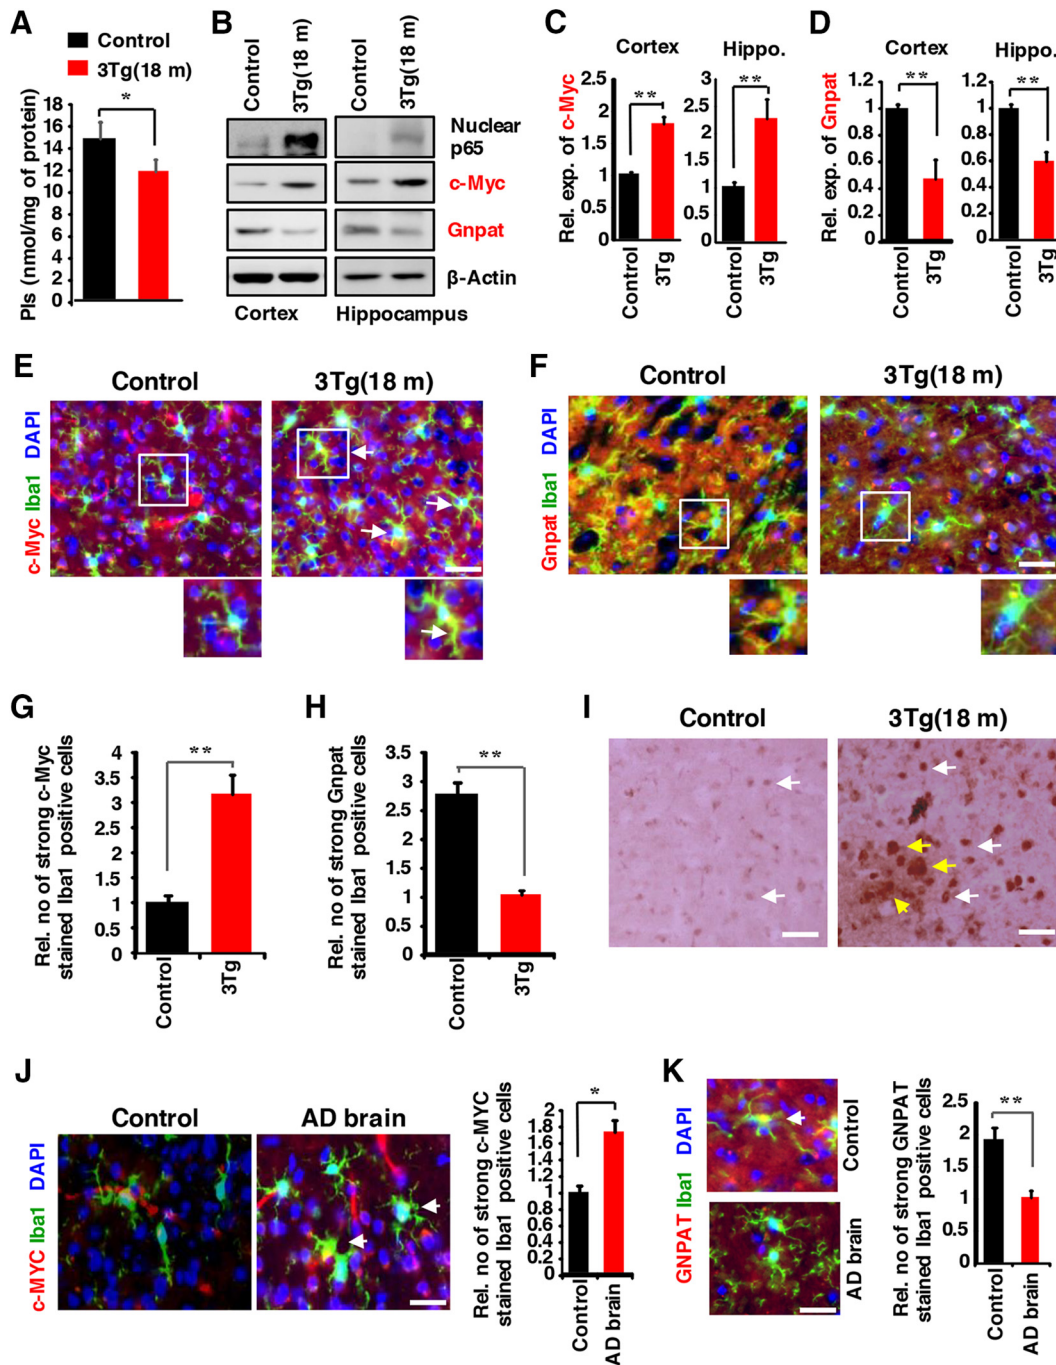 A
Control
3Tg(18 m)
*
Pls (nmol/mg of protein)
18
16
14
12
10
8
6
4
2
0
B
Control
3Tg(18 m)
Control
3Tg(18 m)
Nuclear
p65
c-Myc
Gnpat
β-Actin
Cortex
Hippocampus
C
Cortex
Hippo.
Rel. exp. of c-Myc
2.5
2
1.5
1
0.5
0
**
Control
3Tg
3
2.5
2
1.5
1
0.5
0
**
Control
3Tg
D
Cortex
Hippo.
Rel. exp. of Gnpat
1.2
1
0.8
0.6
0.4
0.2
0
**
Control
3Tg
1.2
1
0.8
0.6
0.4
0.2
0
**
Control
3Tg
E
Control
3Tg(18 m)
c-Myc Iba1 DAPI
F
Control
3Tg(18 m)
Gnpat Iba1 DAPI
G
Rel. no of strong c-Myc
stained Iba1 positive cells
4
3.5
3
2.5
2
1.5
1
0.5
0
**
Control
3Tg
H
Rel. no of strong Gnpat
stained Iba1 positive cells
3.5
3
2.5
2
1.5
1
0.5
0
**
Control
3Tg
I
Control
3Tg(18 m)
J
Control
AD brain
c-MYC Iba1 DAPI
Rel. no of strong c-MYC
stained Iba1 positive cells
2
1.8
1.6
1.4
1.2
1
0.8
0.6
0.4
0.2
0
*
Control
AD brain
K
GNPAT Iba1 DAPI
Control
AD brain
Rel. no of strong GNPAT
stained Iba1 positive cells
2.5
2
1.5
1
0.5
0
**
Control
AD brain